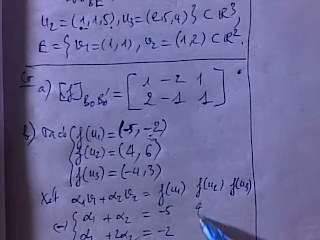 u₂ = (1,1,5), u₃ = (2,5,4)} ⊂ R³,
E = {v₁ = (1,1), v₂ = (1,2) ⊂ R².
a) [f]B₀B₀' = [1 -2 1
2 -1 1]
b) f(u₁) = (-5, -2)
f(u₂) = (4, 6)
f(u₃) = (-4, 3)
Xét α₁v₁ + α₂v₂ = f(u₁) f(u₂) f(u₃)
⇔ { α₁ + α₂ = -5 4
α₁ + 2α₂ = -2